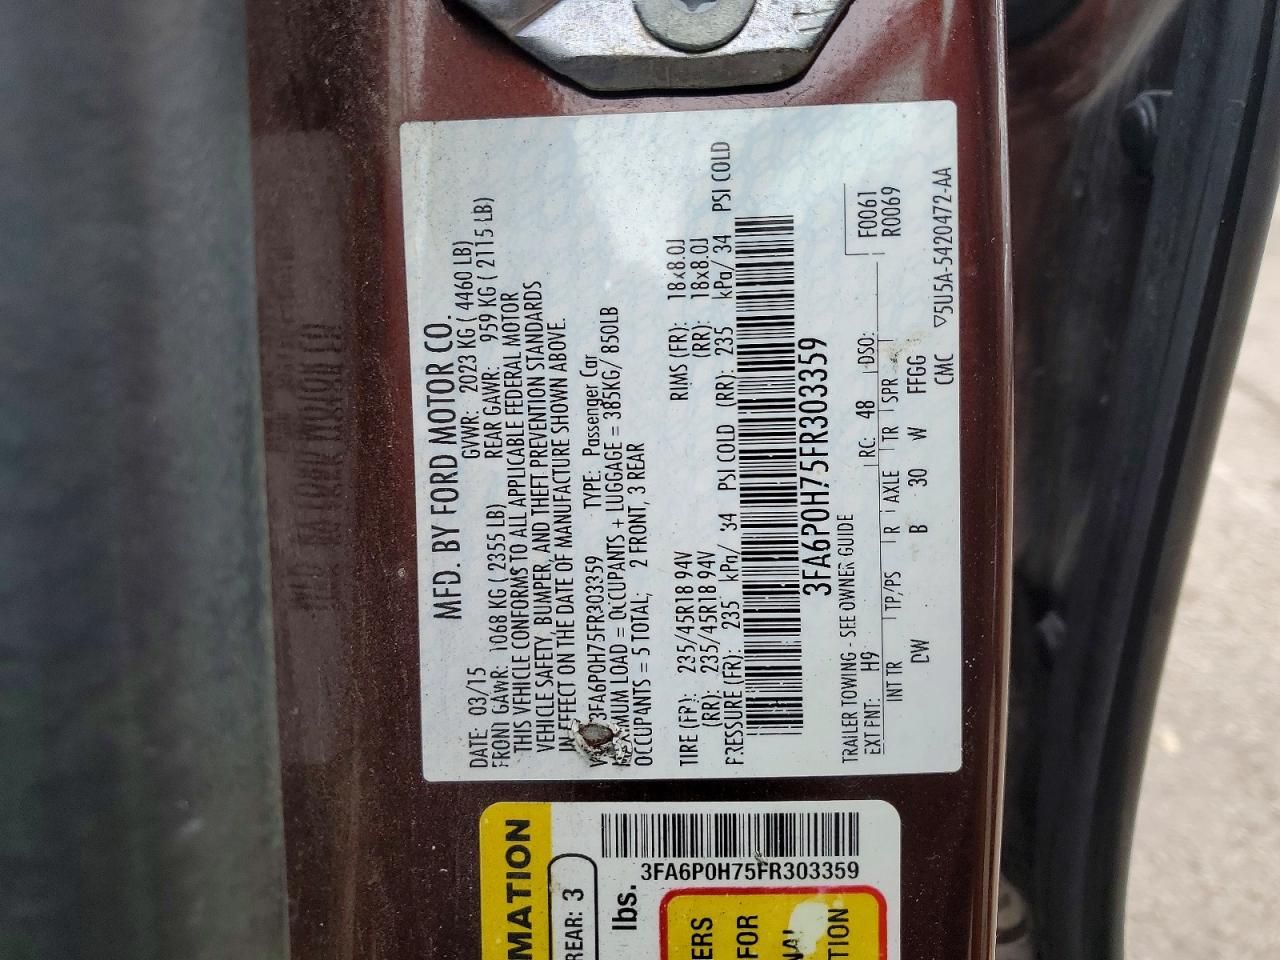 MFD. BY FORD MOTOR CO.
DATE: 03/15 GVWR: 2023 KG ( 4460 LB)
FRONT GAWR: 1068 KG ( 2355 LB) REAR GAWR: 959 KG ( 2115 LB)
THIS VEHICLE CONFORMS TO ALL APPLICABLE FEDERAL MOTOR
VEHICLE SAFETY, BUMPER, AND THEFT PREVENTION STANDARDS
IN EFFECT ON THE DATE OF MANUFACTURE SHOWN ABOVE.
3FA6P0H75FR303359 TYPE: Passenger Car
LOAD = OCCUPANTS + LUGGAGE = 385KG/ 850LB
OCCUPANTS = 5 TOTAL, 2 FRONT, 3 REAR
TIRE (FR): 235/45R18 94V RIMS (FR): 18x8.0J
(RR): 235/45R18 94V (RR): 18x8.0J
PRESSURE (FR): 235 kPa/ 34 PSI COLD (RR): 235 kPa/ 34 PSI COLD
3FA6P0H75FR303359
TRAILER TOWING - SEE OWNER GUIDE
F0061
R0069
EXT PNT: H9 RC: 48 DSO:
INT TR TP/PS R AXLE TR SPR
DW B 30 W FFGG
CMC ▽5U5A-5420472-AA
MATION
REAR: 3
lbs.
3FA6P0H75FR303359
ERS
FOR
TION